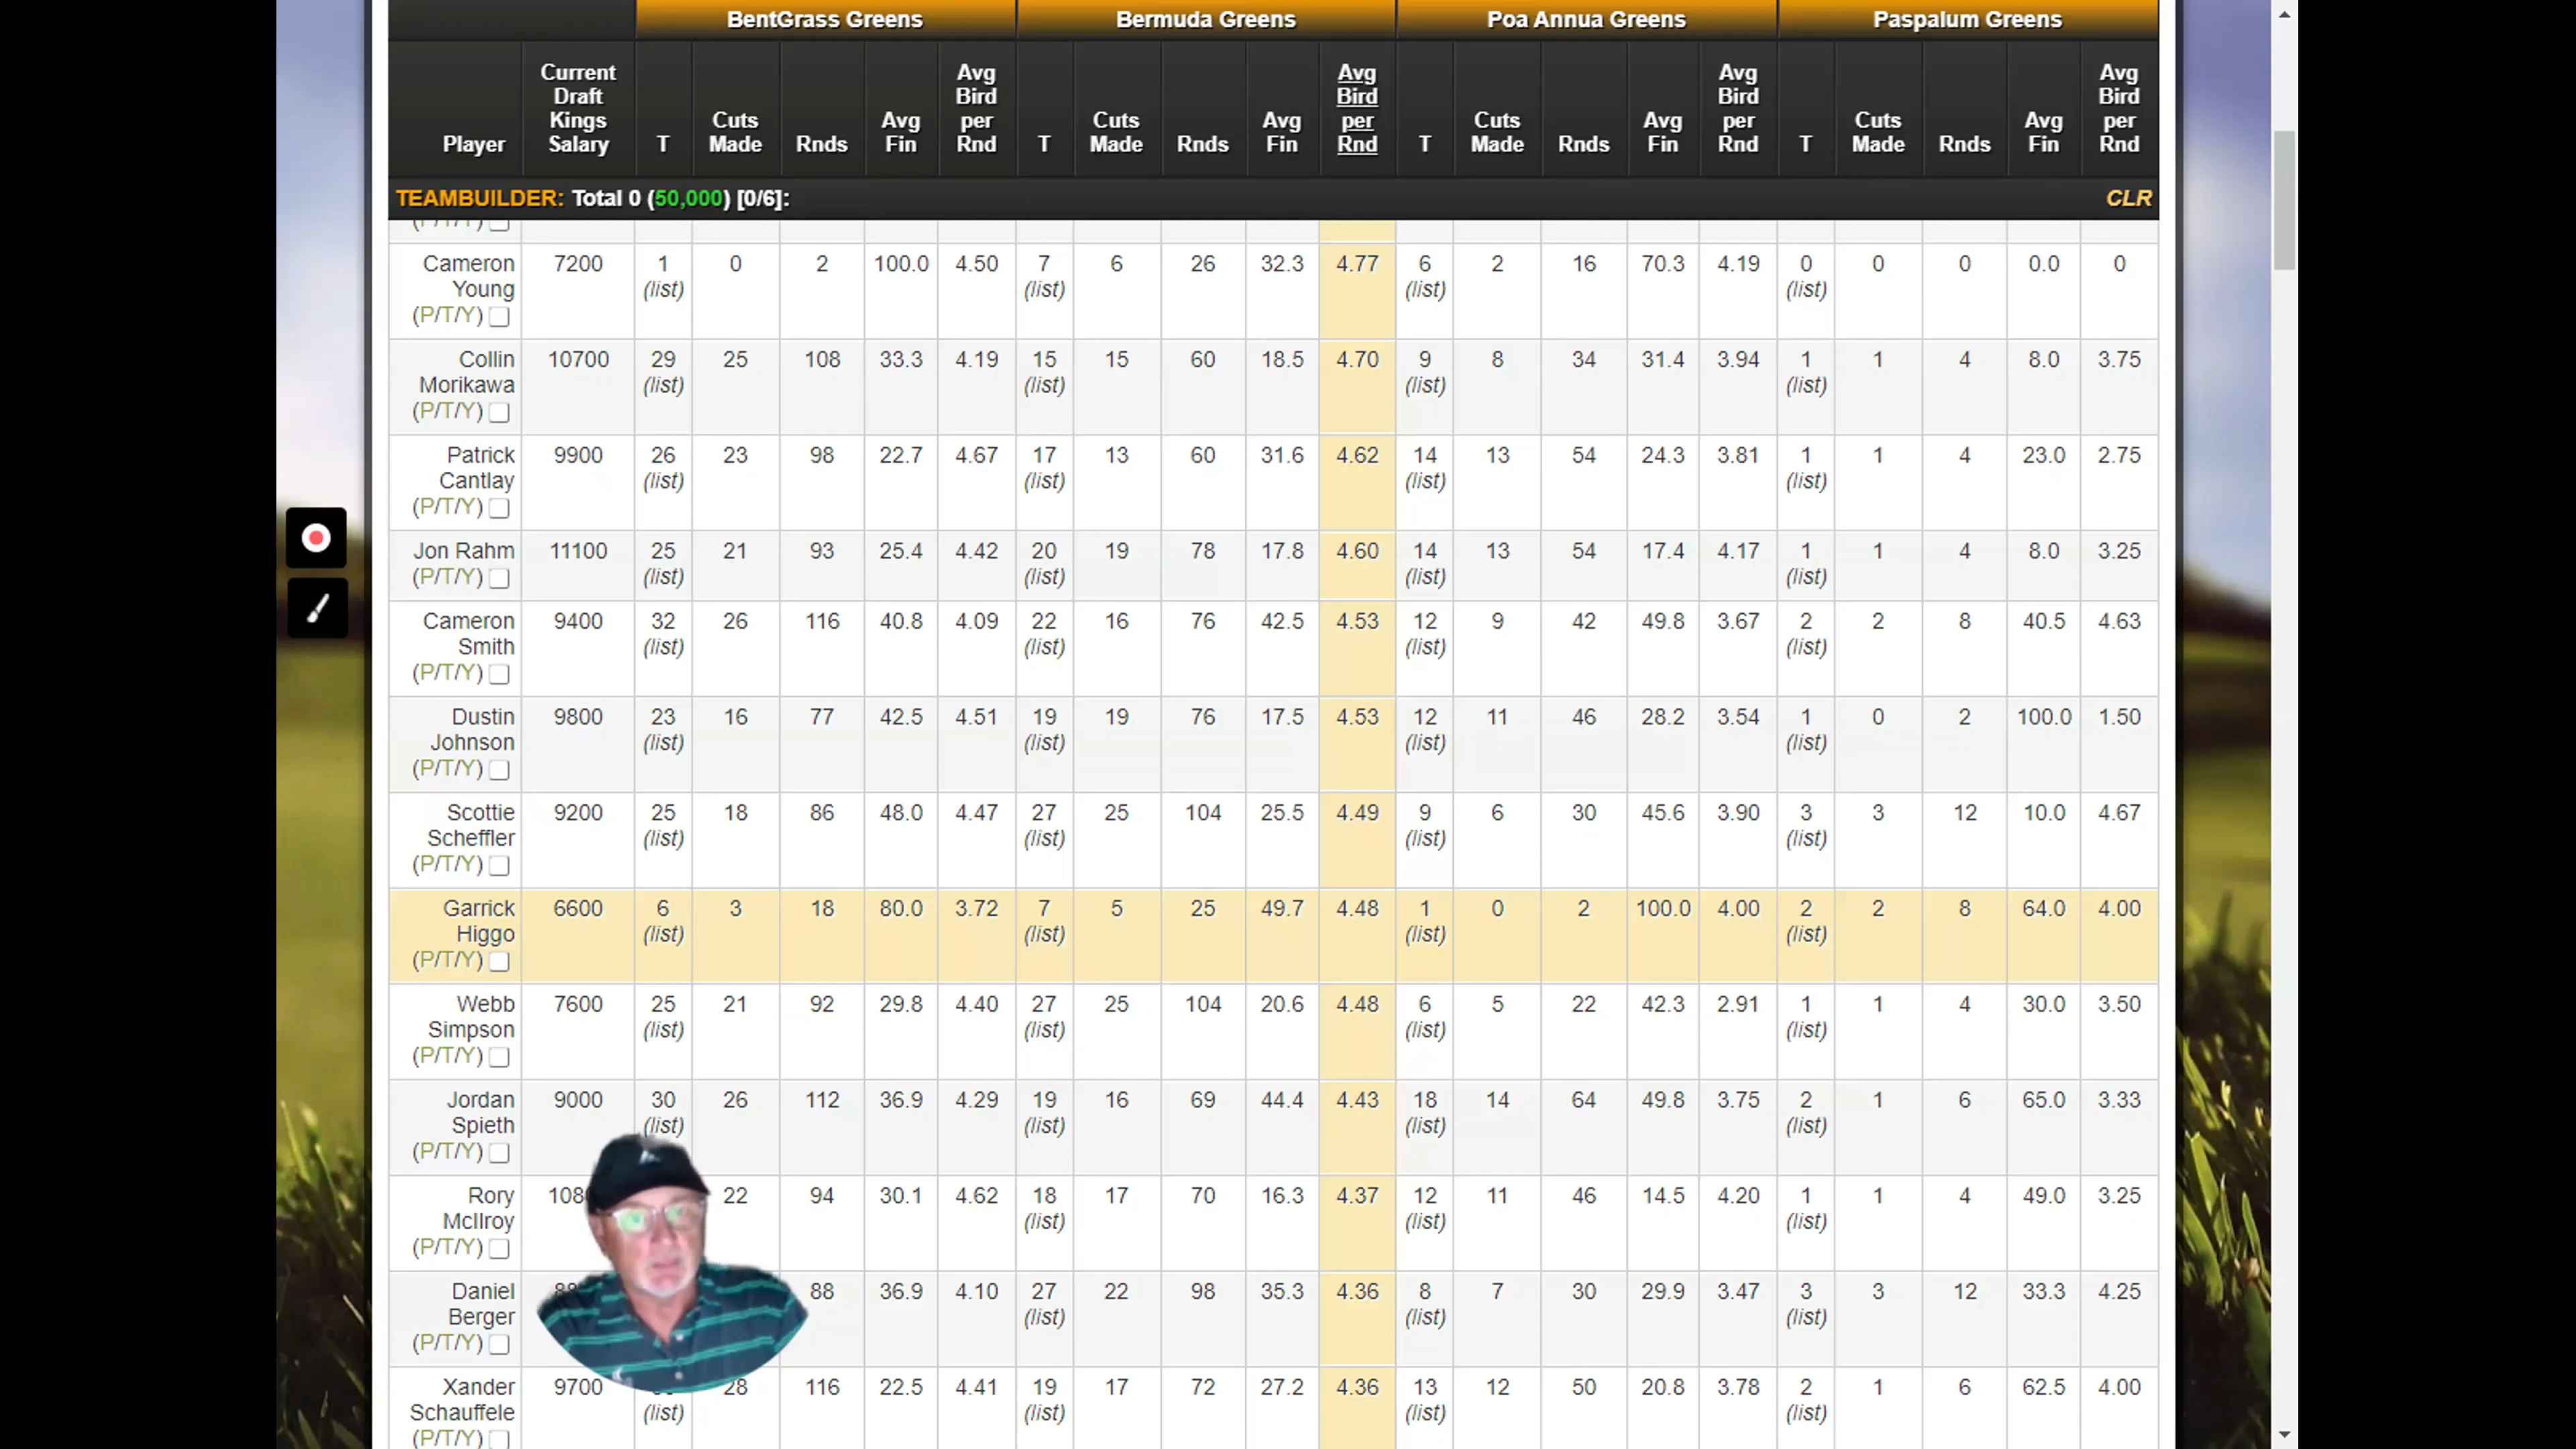 BentGrass Greens Bermuda Greens Poa Annua Greens Paspalum Greens
Player Current Draft Kings Salary T Cuts Made Rnds Avg Fin Avg Bird per Rnd T Cuts Made Rnds Avg Fin Avg Bird per Rnd T Cuts Made Rnds Avg Fin Avg Bird per Rnd T Cuts Made Rnds Avg Fin Avg Bird per Rnd
TEAMBUILDER: Total 0 (50,000) [0/6]: CLR
(P/T/Y)
Cameron 7200 1 0 2 100.0 4.50 7 6 26 32.3 4.77 6 2 16 70.3 4.19 0 0 0 0.0 0
Young (list) (list) (list) (list)
(P/T/Y)
Collin 10700 29 25 108 33.3 4.19 15 15 60 18.5 4.70 9 8 34 31.4 3.94 1 1 4 8.0 3.75
Morikawa (list) (list) (list) (list)
(P/T/Y)
Patrick 9900 26 23 98 22.7 4.67 17 13 60 31.6 4.62 14 13 54 24.3 3.81 1 1 4 23.0 2.75
Cantlay (list) (list) (list) (list)
(P/T/Y)
Jon Rahm 11100 25 21 93 25.4 4.42 20 19 78 17.8 4.60 14 13 54 17.4 4.17 1 1 4 8.0 3.25
(P/T/Y) (list) (list) (list) (list)
Cameron 9400 32 26 116 40.8 4.09 22 16 76 42.5 4.53 12 9 42 49.8 3.67 2 2 8 40.5 4.63
Smith (list) (list) (list) (list)
(P/T/Y)
Dustin 9800 23 16 77 42.5 4.51 19 19 76 17.5 4.53 12 11 46 28.2 3.54 1 0 2 100.0 1.50
Johnson (list) (list) (list) (list)
(P/T/Y)
Scottie 9200 25 18 86 48.0 4.47 27 25 104 25.5 4.49 9 6 30 45.6 3.90 3 3 12 10.0 4.67
Scheffler (list) (list) (list) (list)
(P/T/Y)
Garrick 6600 6 3 18 80.0 3.72 7 5 25 49.7 4.48 1 0 2 100.0 4.00 2 2 8 64.0 4.00
Higgo (list) (list) (list) (list)
(P/T/Y)
Webb 7600 25 21 92 29.8 4.40 27 25 104 20.6 4.48 6 5 22 42.3 2.91 1 1 4 30.0 3.50
Simpson (list) (list) (list) (list)
(P/T/Y)
Jordan 9000 30 26 112 36.9 4.29 19 16 69 44.4 4.43 18 14 64 49.8 3.75 2 1 6 65.0 3.33
Spieth (list) (list) (list) (list)
(P/T/Y)
Rory 108 22 94 30.1 4.62 18 17 70 16.3 4.37 12 11 46 14.5 4.20 1 1 4 49.0 3.25
McIlroy (list) (list) (list)
(P/T/Y)
Daniel 88 36.9 4.10 27 22 98 35.3 4.36 8 7 30 29.9 3.47 3 3 12 33.3 4.25
Berger (list) (list) (list)
(P/T/Y)
Xander 9700 28 116 22.5 4.41 19 17 72 27.2 4.36 13 12 50 20.8 3.78 2 1 6 62.5 4.00
Schauffele (list) (list) (list) (list)
(P/T/Y)